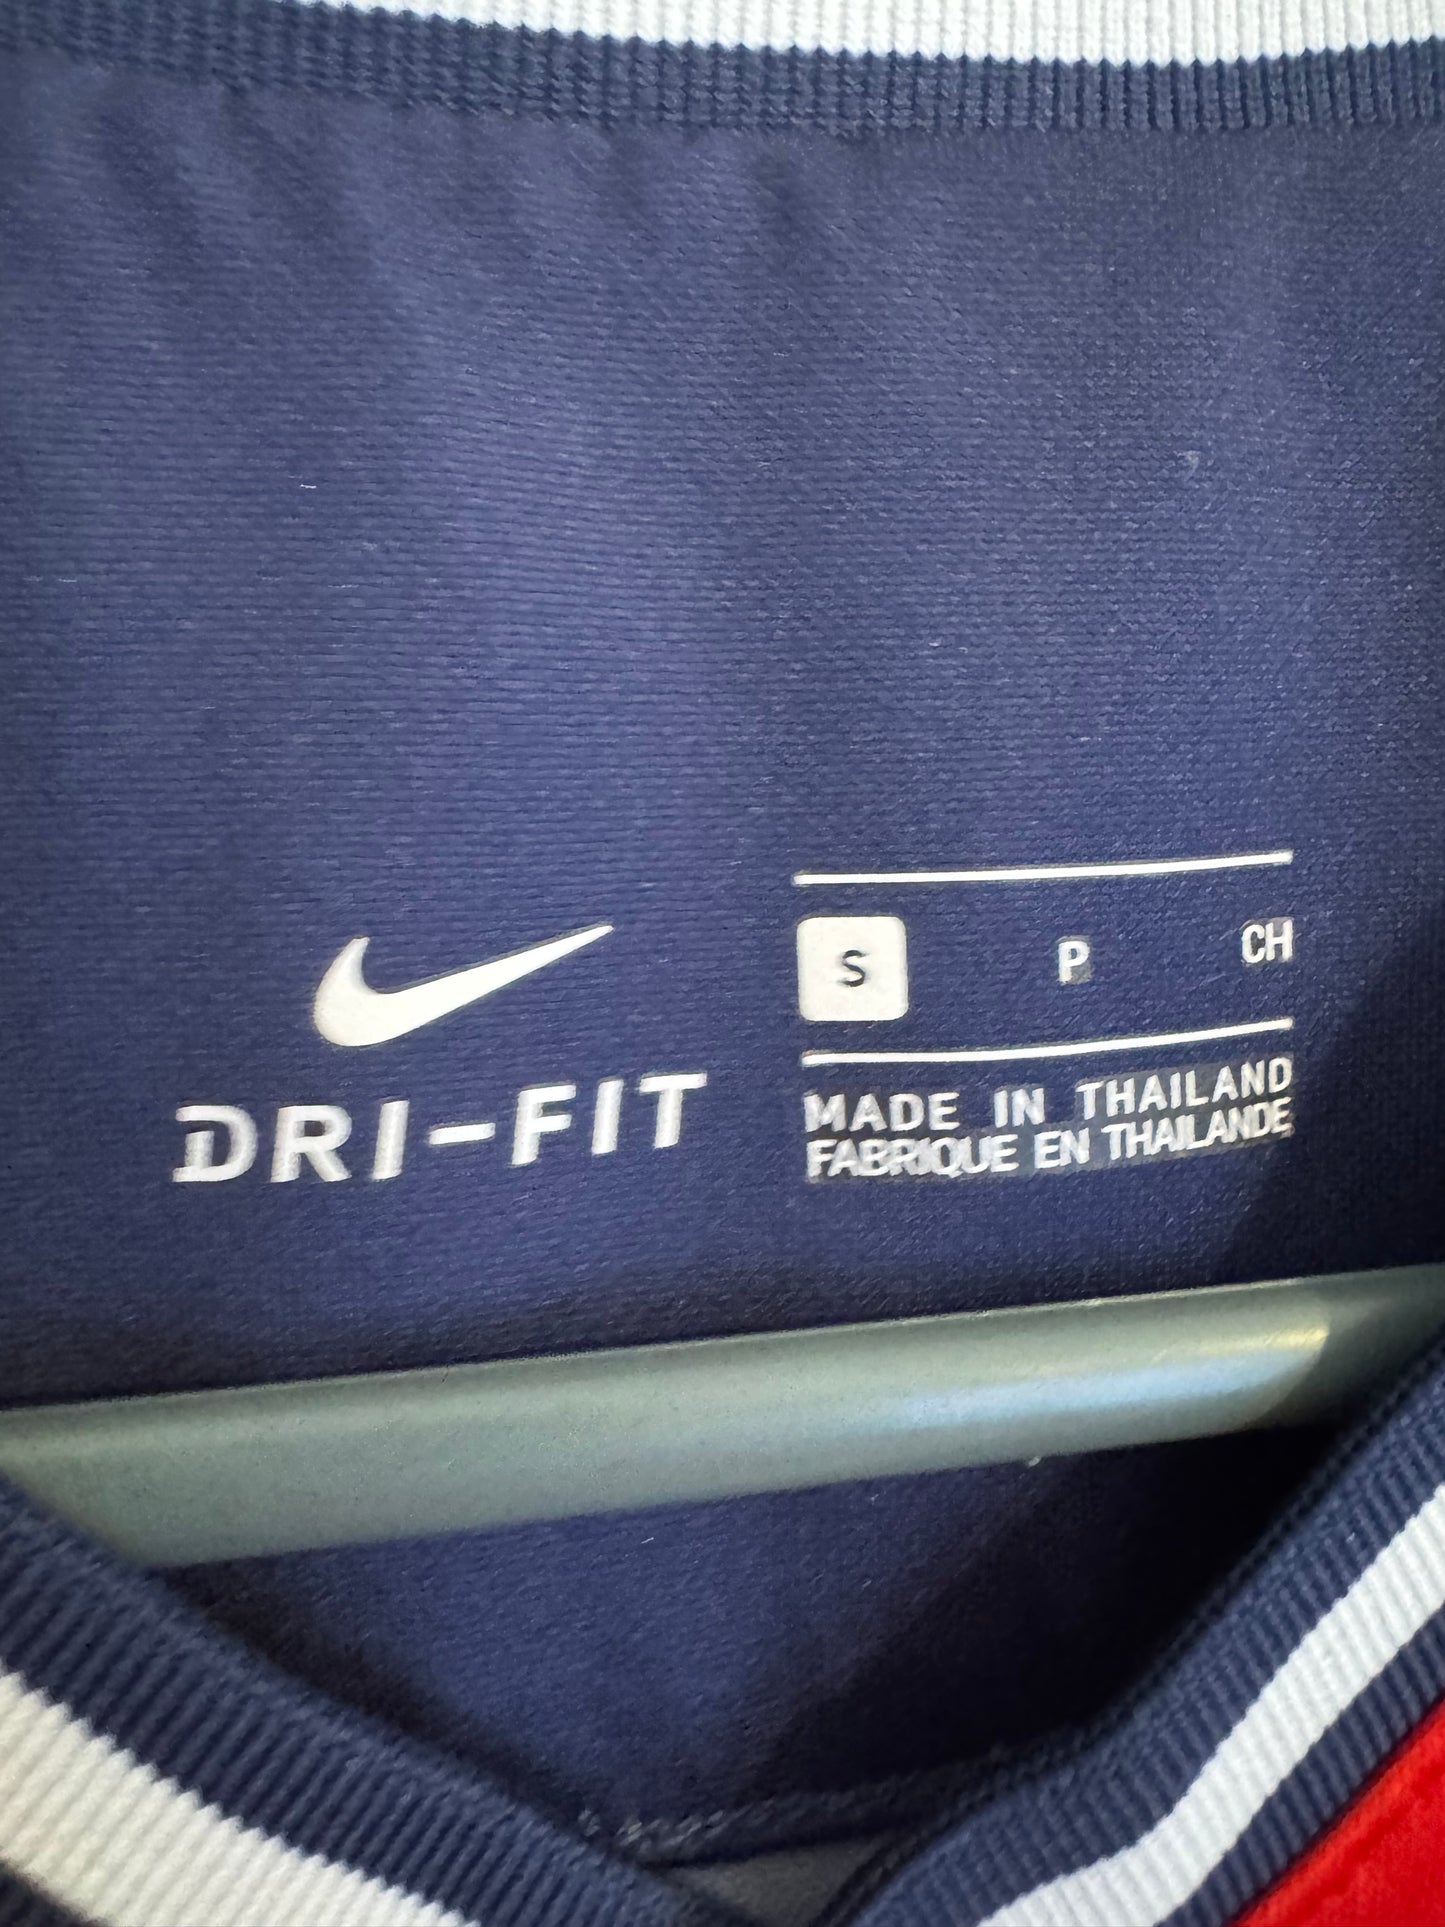 DRI-FIT
S P CH
MADE IN THAILAND
FABRIQUE EN THAILANDE